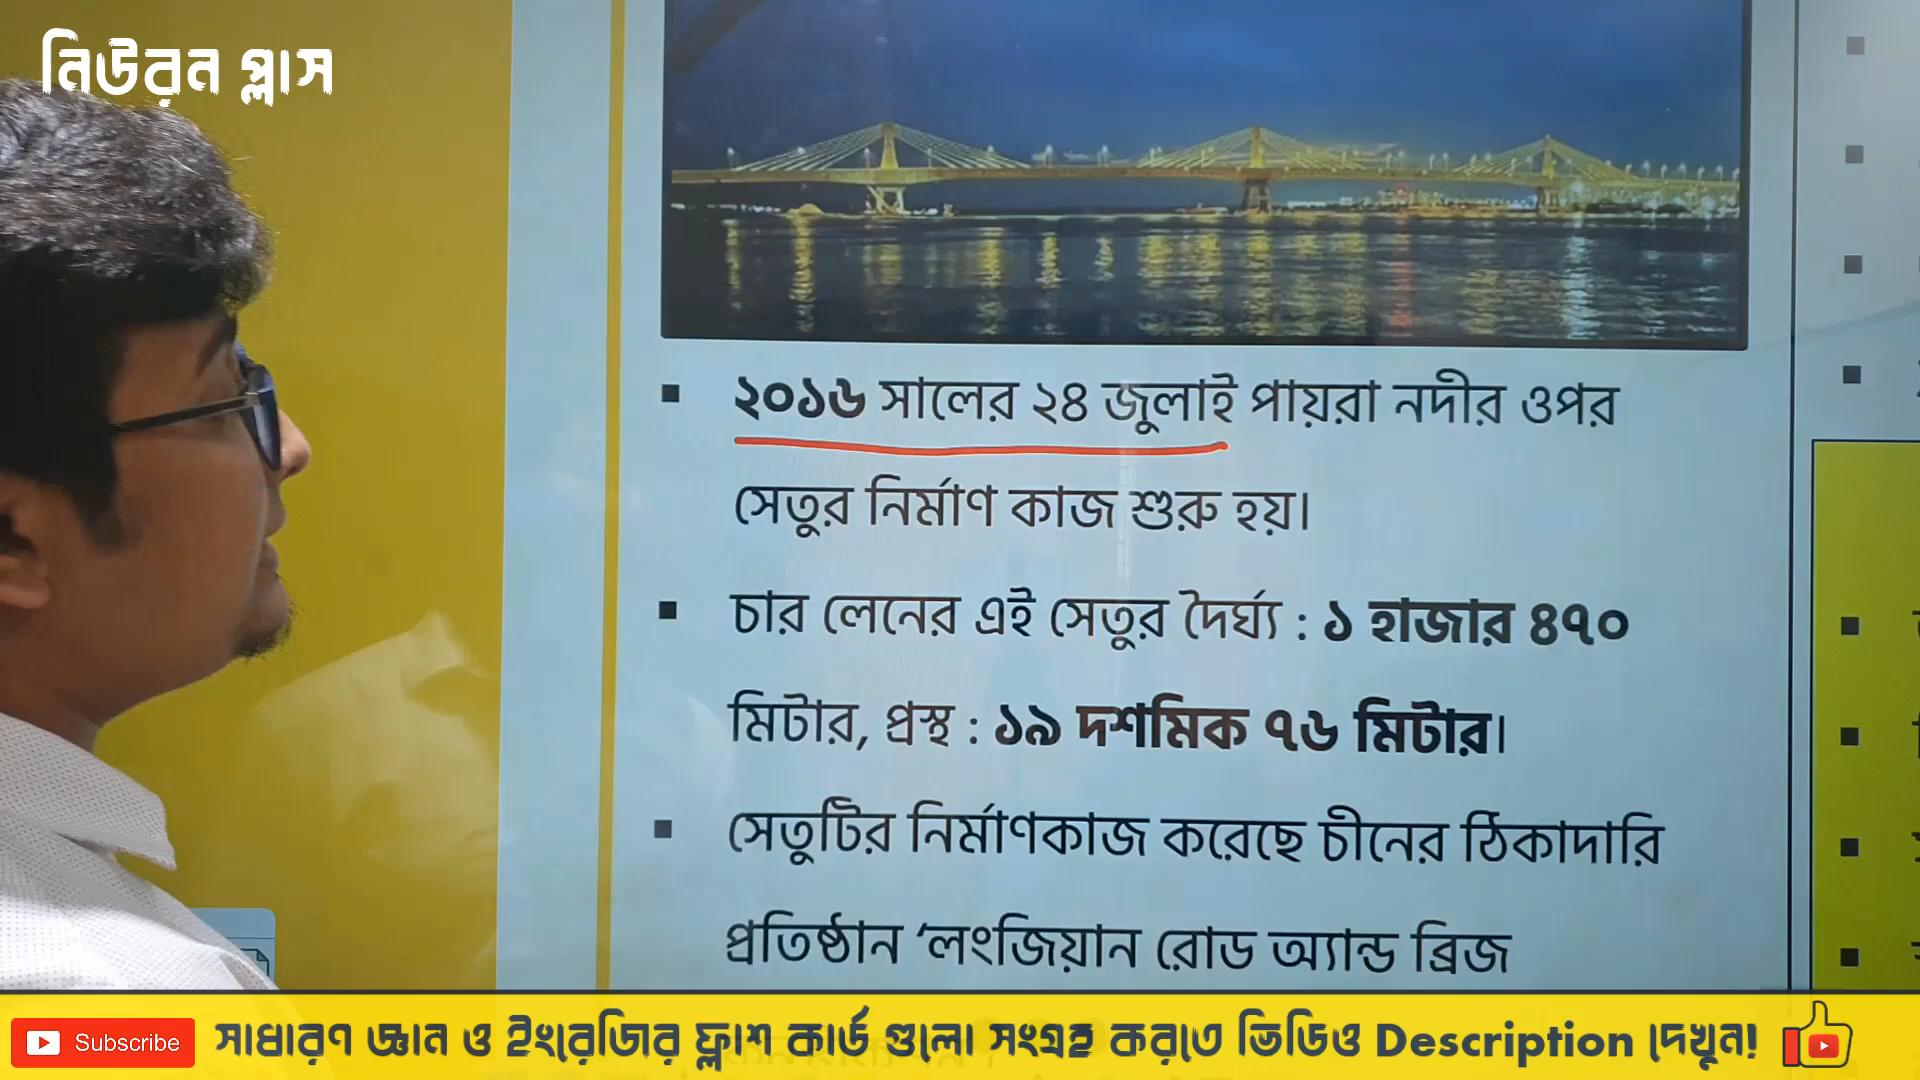 নিউরন প্লাস
২০১৬ সালের ২৪ জুলাই পায়রা নদীর ওপর
সেতুর নির্মাণ কাজ শুরু হয়।
চার লেনের এই সেতুর দৈর্ঘ্য : ১ হাজার ৪৭০
মিটার, প্রস্থ : ১৯ দশমিক ৭৬ মিটার।
সেতুটির নির্মাণকাজ করেছে চীনের ঠিকাদারি
প্রতিষ্ঠান ‘লংজিয়ান রোড অ্যান্ড ব্রিজ
Subscribe
সাধারণ জ্ঞান ও ইংরেজির ফ্লাশ কার্ড গুলো সংগ্রহ করতে ভিডিও Description দেখুন!